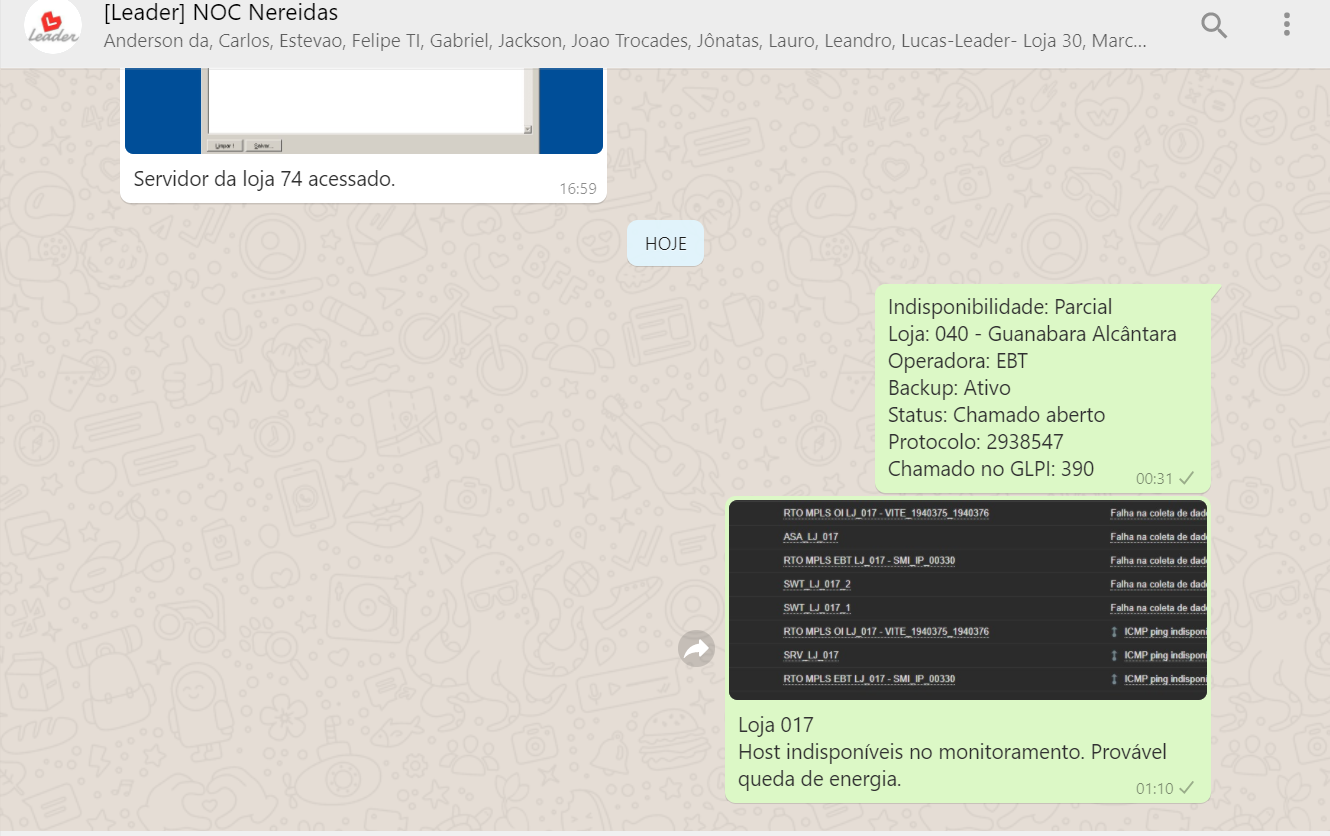 [Leader] NOC Nereidas
Leader
Anderson da, Carlos, Estevao, Felipe TI, Gabriel, Jackson, Joao Trocades, Jônatas, Lauro, Leandro, Lucas-Leader- Loja 30, Marc...
Limpar ! Salvar...
Servidor da loja 74 acessado.
16:59
HOJE
Indisponibilidade: Parcial
Loja: 040 - Guanabara Alcântara
Operadora: EBT
Backup: Ativo
Status: Chamado aberto
Protocolo: 2938547
Chamado no GLPI: 390
00:31
RTO MPLS OI LJ_017 - VITE_1940375_1940376 Falha na coleta de dad
ASA_LJ_017 Falha na coleta de dad
RTO MPLS EBT LJ_017 - SMI_IP_00330 Falha na coleta de dad
SWT_LJ_017_2 Falha na coleta de dad
SWT_LJ_017_1 Falha na coleta de dad
RTO MPLS OI LJ_017 - VITE_1940375_1940376 ICMP ping indisponí
SRV_LJ_017 ICMP ping indisponí
RTO MPLS EBT LJ_017 - SMI_IP_00330 ICMP ping indisponí
Loja 017
Host indisponíveis no monitoramento. Provável
queda de energia.
01:10